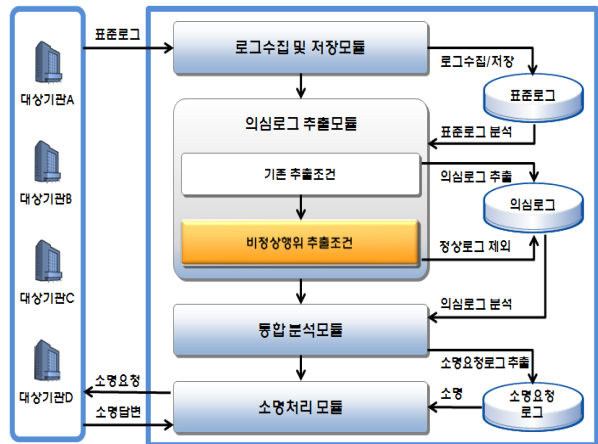 표준로그
로그수집 및 저장모듈
로그수집/저장
대상기관A
표준로그
의심로그 추출모듈
표준로그 분석
기존 추출조건
의심로그 추출
대상기관B
의심로그
비정상행위 추출조건
정상로그 제외
대상기관C
의심로그 분석
통합 분석모듈
소명요청로그 추출
소명요청
대상기관D
소명처리 모듈
소명
소명요청
로그
소명답변